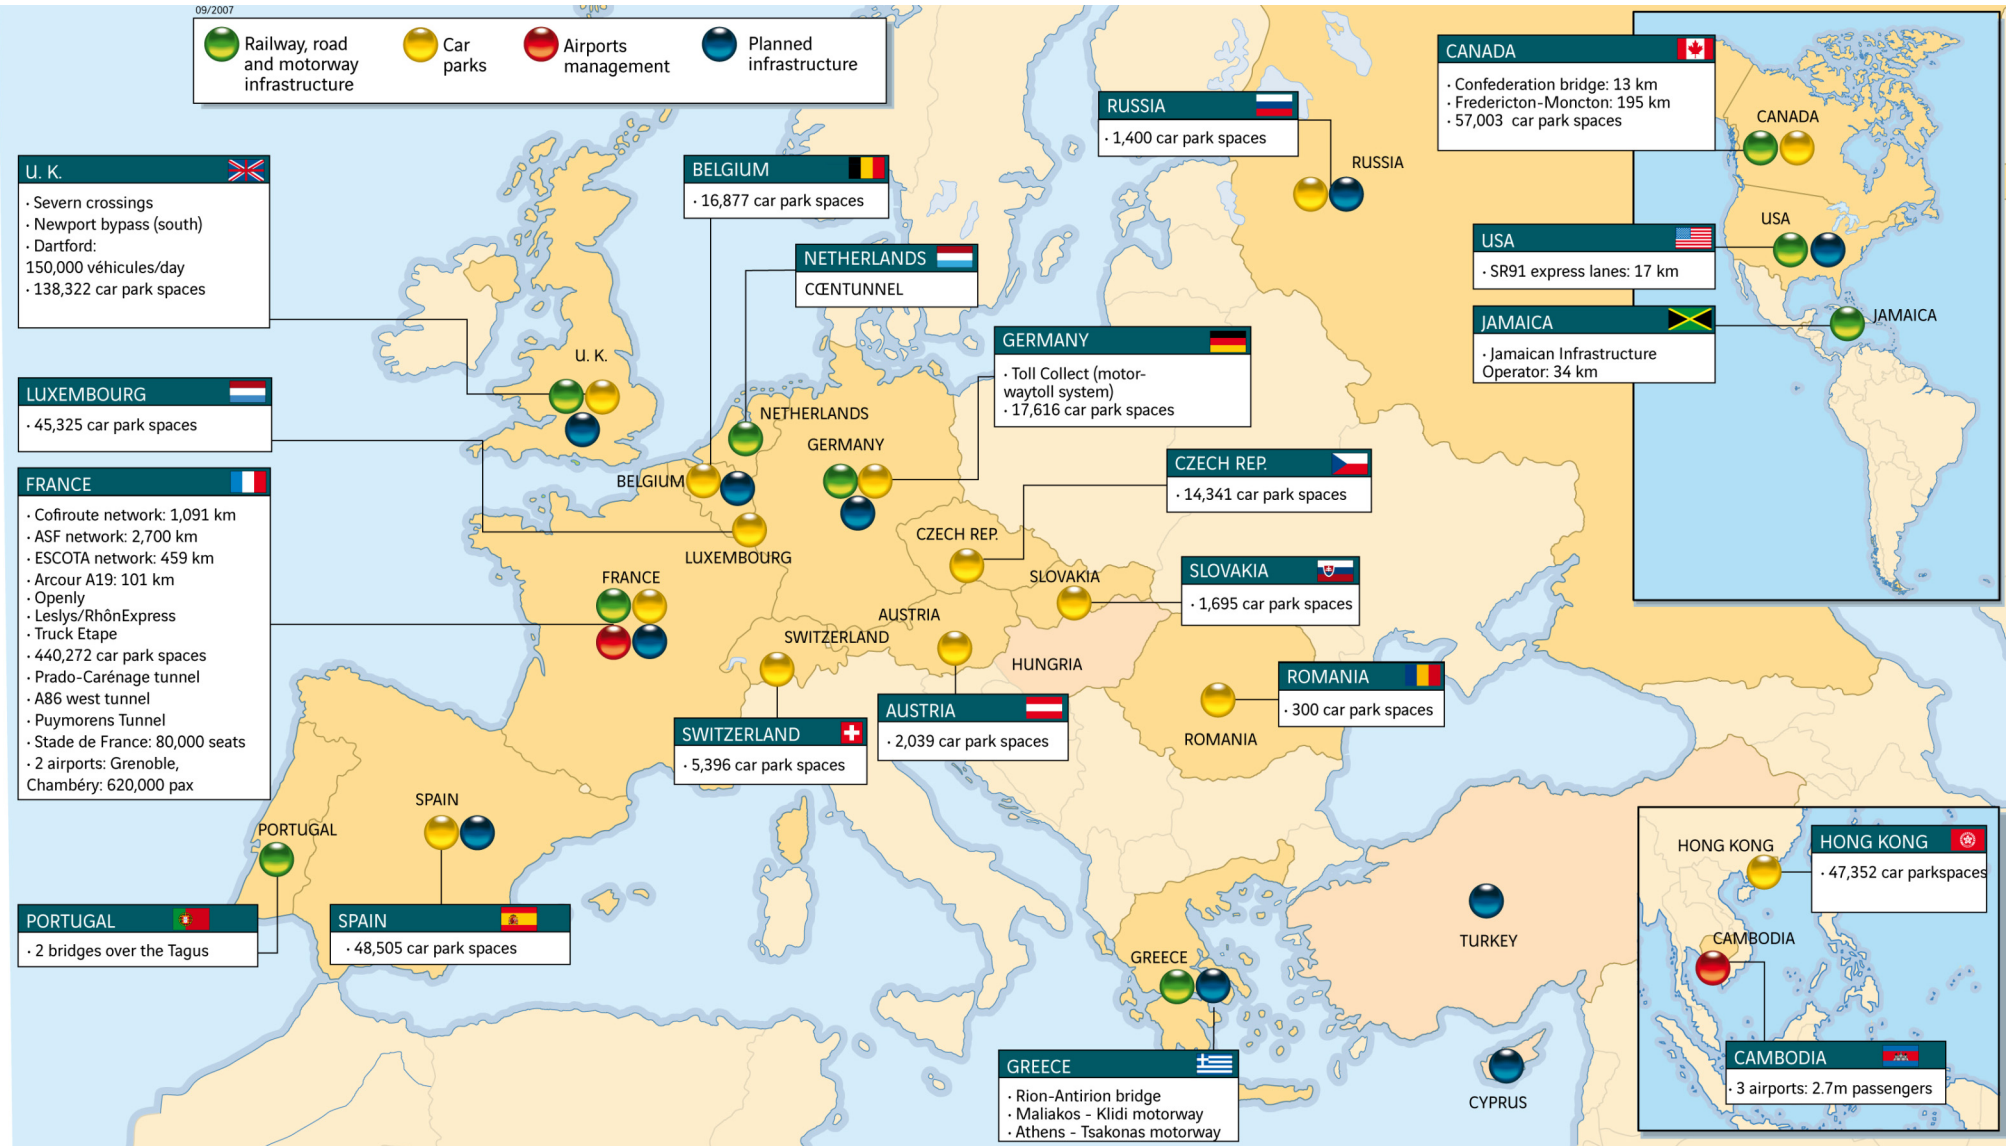 09/2007
Railway, road
and motorway
infrastructure
Car
parks
Airports
management
Planned
infrastructure
U. K.
· Severn crossings
· Newport bypass (south)
· Dartford:
150,000 véhicules/day
· 138,322 car park spaces
LUXEMBOURG
· 45,325 car park spaces
FRANCE
· Cofiroute network: 1,091 km
· ASF network: 2,700 km
· ESCOTA network: 459 km
· Arcour A19: 101 km
· Openly
· Leslys/RhônExpress
· Truck Etape
· 440,272 car park spaces
· Prado-Carénage tunnel
· A86 west tunnel
· Puymorens Tunnel
· Stade de France: 80,000 seats
· 2 airports: Grenoble,
Chambéry: 620,000 pax
PORTUGAL
· 2 bridges over the Tagus
SPAIN
· 48,505 car park spaces
BELGIUM
· 16,877 car park spaces
NETHERLANDS
CŒNTUNNEL
GERMANY
· Toll Collect (motor-
waytoll system)
· 17,616 car park spaces
RUSSIA
· 1,400 car park spaces
CZECH REP.
· 14,341 car park spaces
SLOVAKIA
· 1,695 car park spaces
ROMANIA
· 300 car park spaces
AUSTRIA
· 2,039 car park spaces
SWITZERLAND
· 5,396 car park spaces
GREECE
· Rion-Antirion bridge
· Maliakos - Klidi motorway
· Athens - Tsakonas motorway
CANADA
· Confederation bridge: 13 km
· Fredericton-Moncton: 195 km
· 57,003 car park spaces
USA
· SR91 express lanes: 17 km
JAMAICA
· Jamaican Infrastructure
Operator: 34 km
HONG KONG
· 47,352 car parkspaces
CAMBODIA
· 3 airports: 2.7m passengers
U. K.
NETHERLANDS
GERMANY
BELGIUM
LUXEMBOURG
CZECH REP.
FRANCE
SLOVAKIA
AUSTRIA
SWITZERLAND
HUNGRIA
ROMANIA
SPAIN
PORTUGAL
GREECE
TURKEY
CYPRUS
RUSSIA
CANADA
USA
JAMAICA
HONG KONG
CAMBODIA